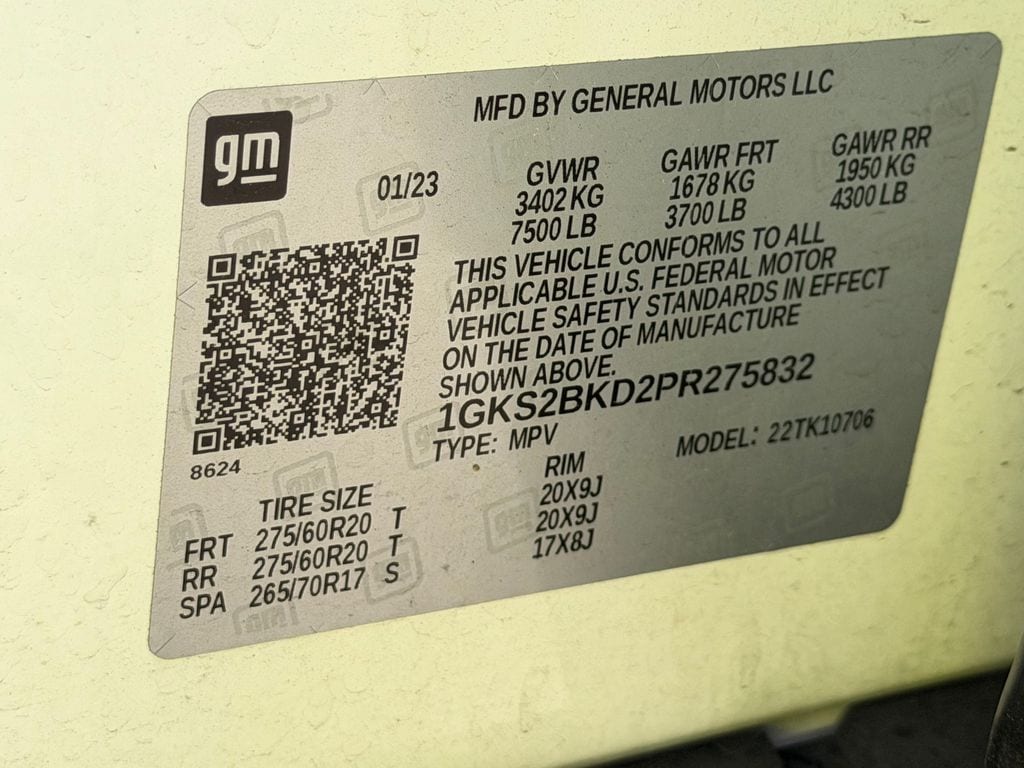 gm
MFD BY GENERAL MOTORS LLC
01/23
GVWR GAWR FRT GAWR RR
3402 KG 1678 KG 1950 KG
7500 LB 3700 LB 4300 LB
THIS VEHICLE CONFORMS TO ALL
APPLICABLE U.S. FEDERAL MOTOR
VEHICLE SAFETY STANDARDS IN EFFECT
ON THE DATE OF MANUFACTURE
SHOWN ABOVE.
1GKS2BKD2PR275832
TYPE: MPV MODEL: 22TK10706
8624
TIRE SIZE RIM
FRT 275/60R20 T 20X9J
RR 275/60R20 T 20X9J
SPA 265/70R17 S 17X8J